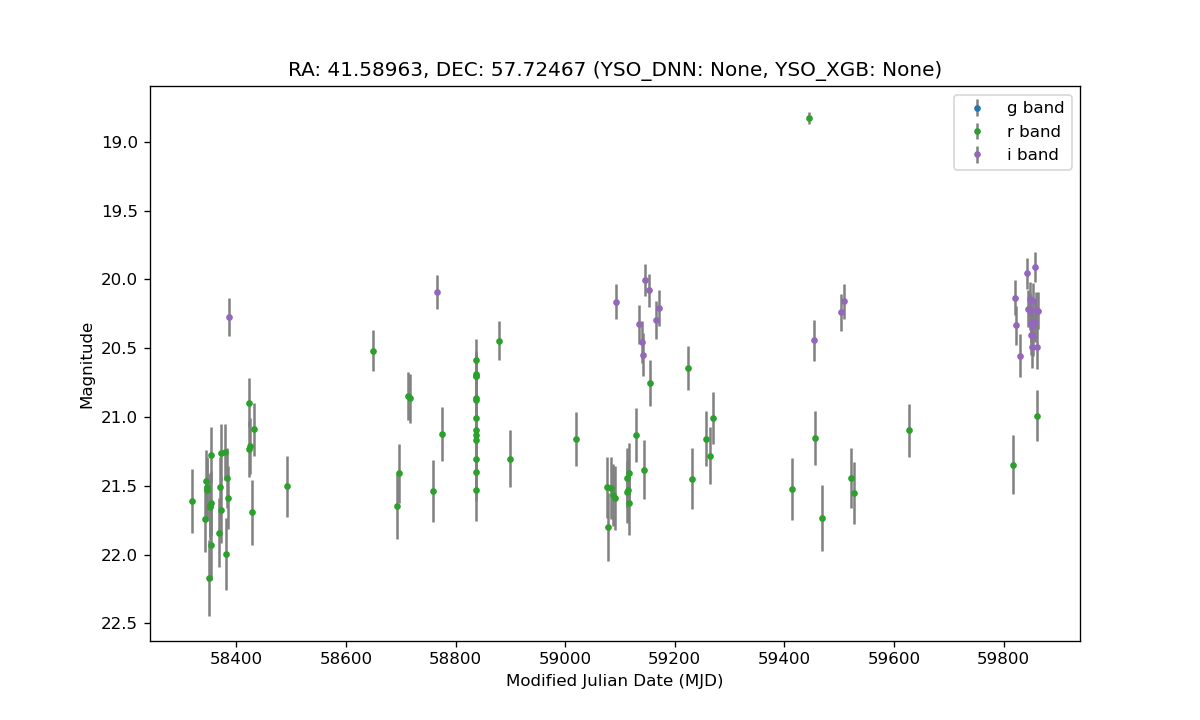 RA: 41.58963, DEC: 57.72467 (YSO_DNN: None, YSO_XGB: None)
g band
r band
i band
19.0
19.5
20.0
20.5
21.0
21.5
22.0
22.5
Magnitude
58400 58600 58800 59000 59200 59400 59600 59800
Modified Julian Date (MJD)